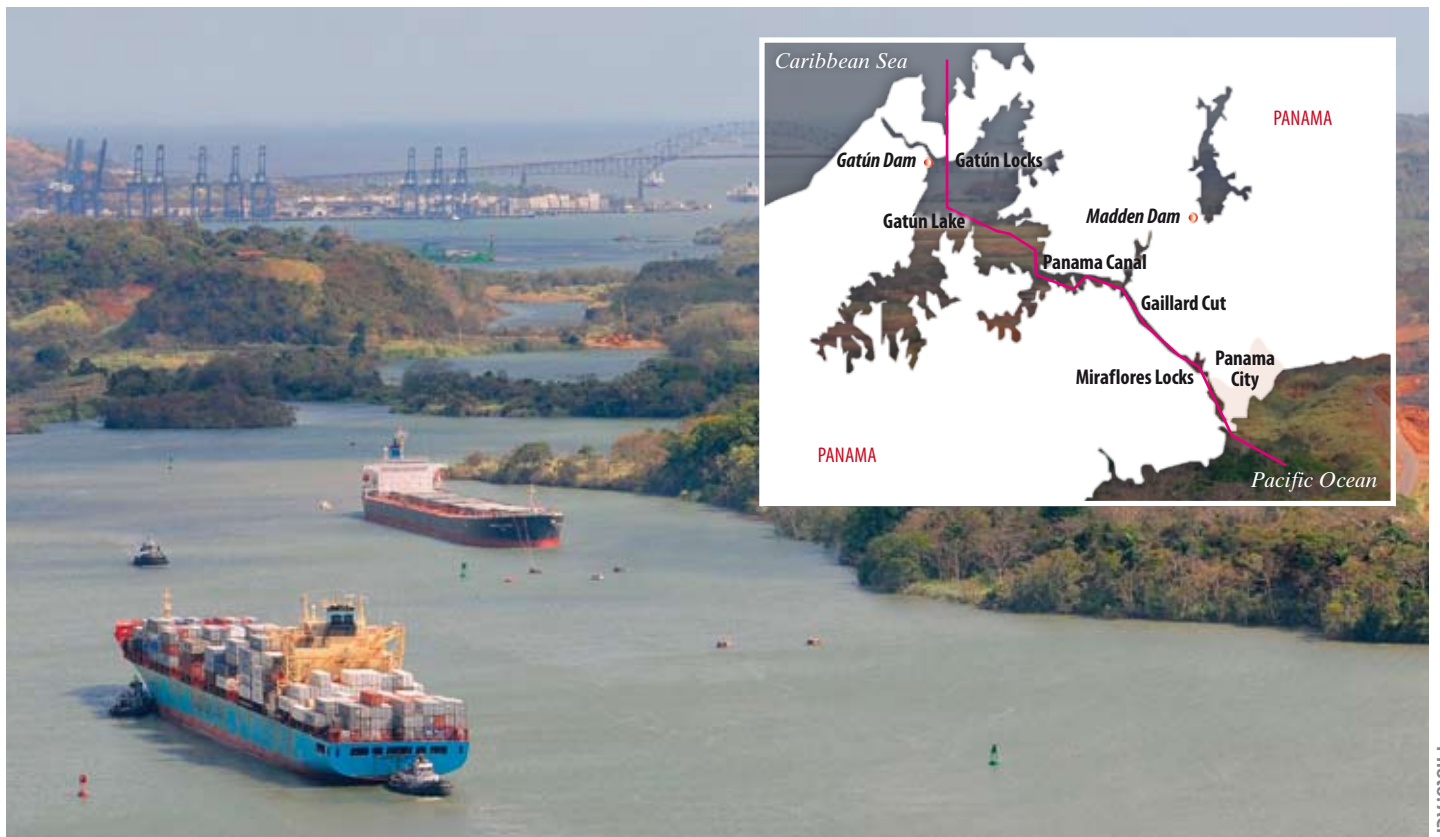 Caribbean Sea
PANAMA
Gatún Dam
Gatún Locks
Gatún Lake
Madden Dam
Panama Canal
Gaillard Cut
Miraflores Locks
Panama
City
PANAMA
Pacific Ocean